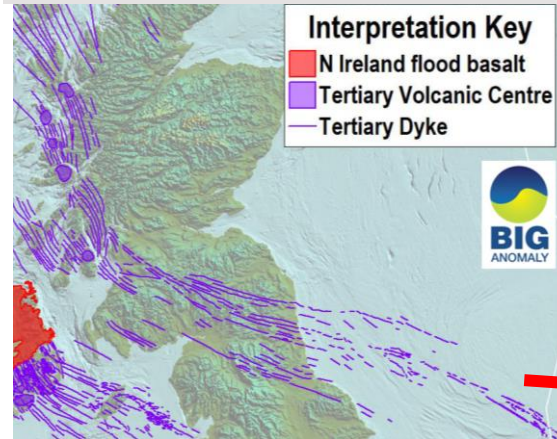 Interpretation Key
N Ireland flood basalt
Tertiary Volcanic Centre
Tertiary Dyke
BIG
ANOMALY